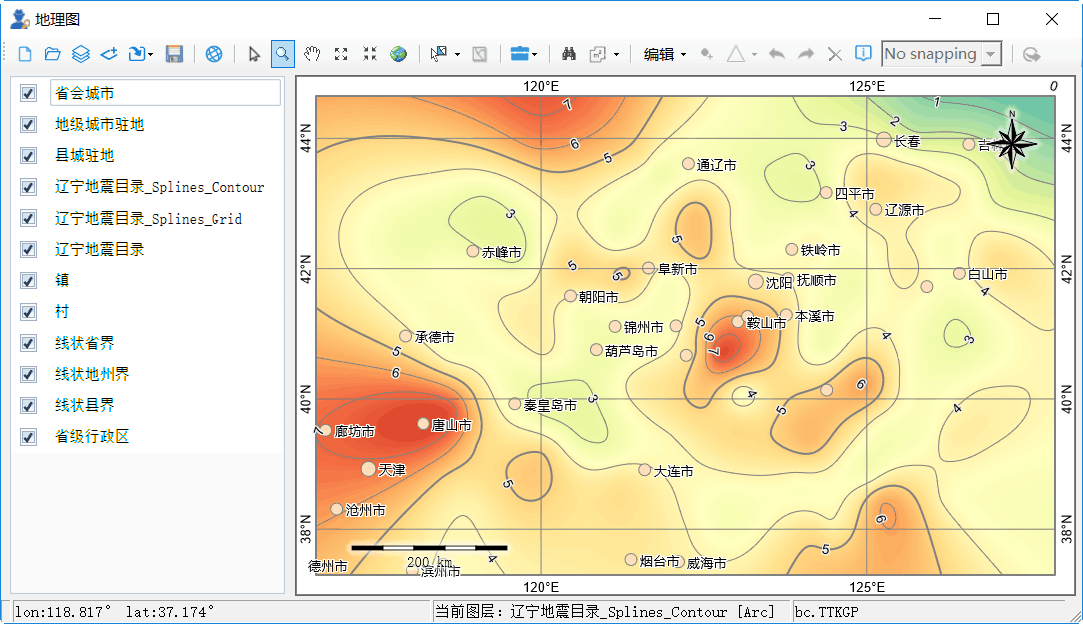 地理图
编辑
No snapping
省会城市
地级城市驻地
县城驻地
辽宁地震目录_Splines_Contour
辽宁地震目录_Splines_Grid
辽宁地震目录
镇
村
线状省界
线状地州界
线状县界
省级行政区
120°E 125°E 0
7 1
N
6 2
44°N 5 3 长春 44°N
通辽市 3
四平市
3 4 辽源市
赤峰市 5 铁岭市
42°N 5 5 阜新市 白山市 42°N
沈阳 抚顺市 4
朝阳市
本溪市
锦州市 5 鞍山市
承德市 6 4 3
5 葫芦岛市 7
6
6
40°N 秦皇岛市 3 4 40°N
5 4
唐山市
7 廊坊市
天津 大连市
5
沧州市
38°N 6 38°N
5
4
200 km 烟台市 威海市
德州市 滨州市
120°E 125°E
lon:118.817° lat:37.174° 当前图层：辽宁地震目录_Splines_Contour [Arc] bc.TTKGP